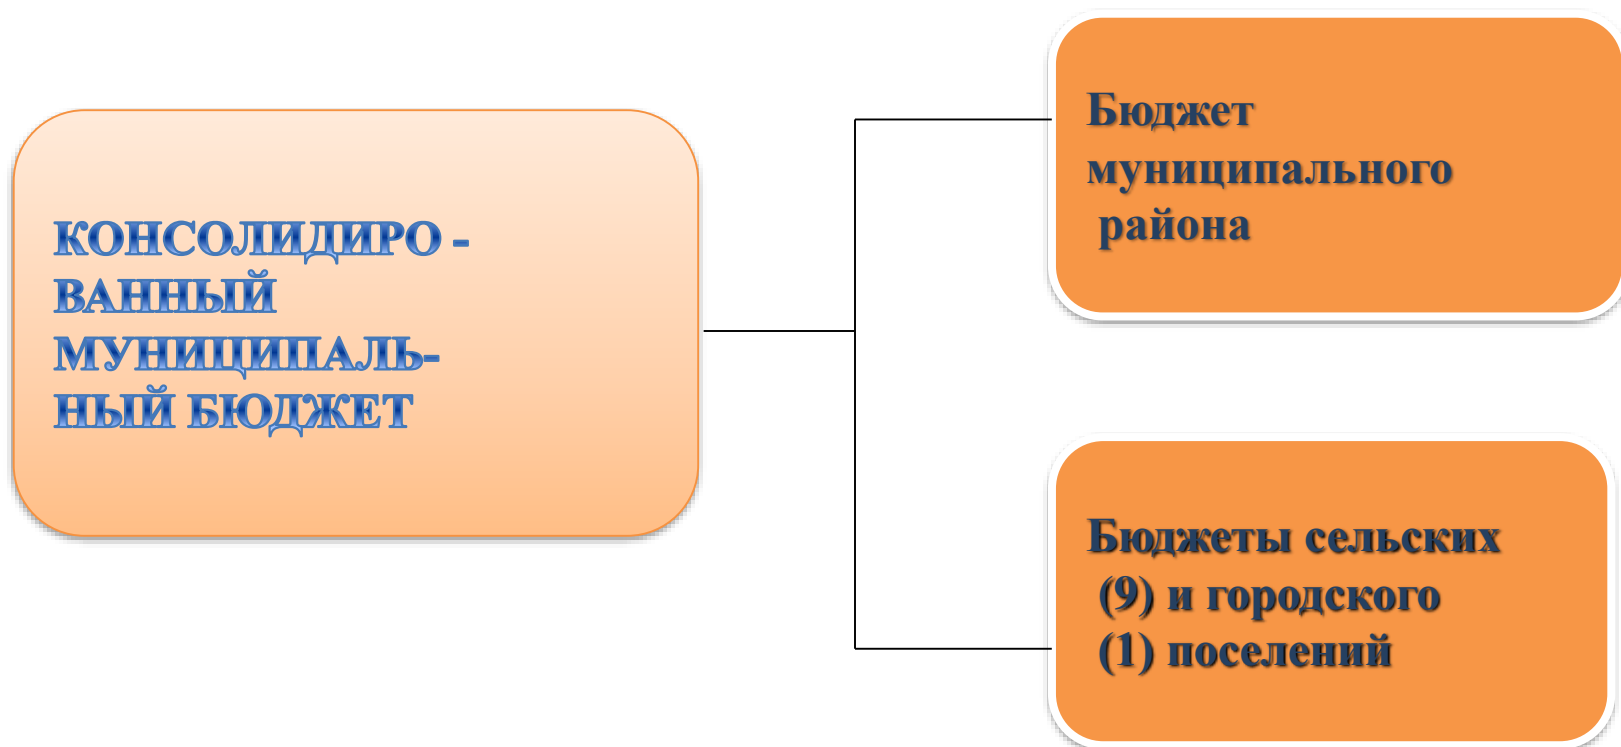 КОНСОЛИДИРО -
ВАННЫЙ
МУНИЦИПАЛЬ-
НЫЙ БЮДЖЕТ
Бюджет
муниципального
района
Бюджеты сельских
(9) и городского
(1) поселений